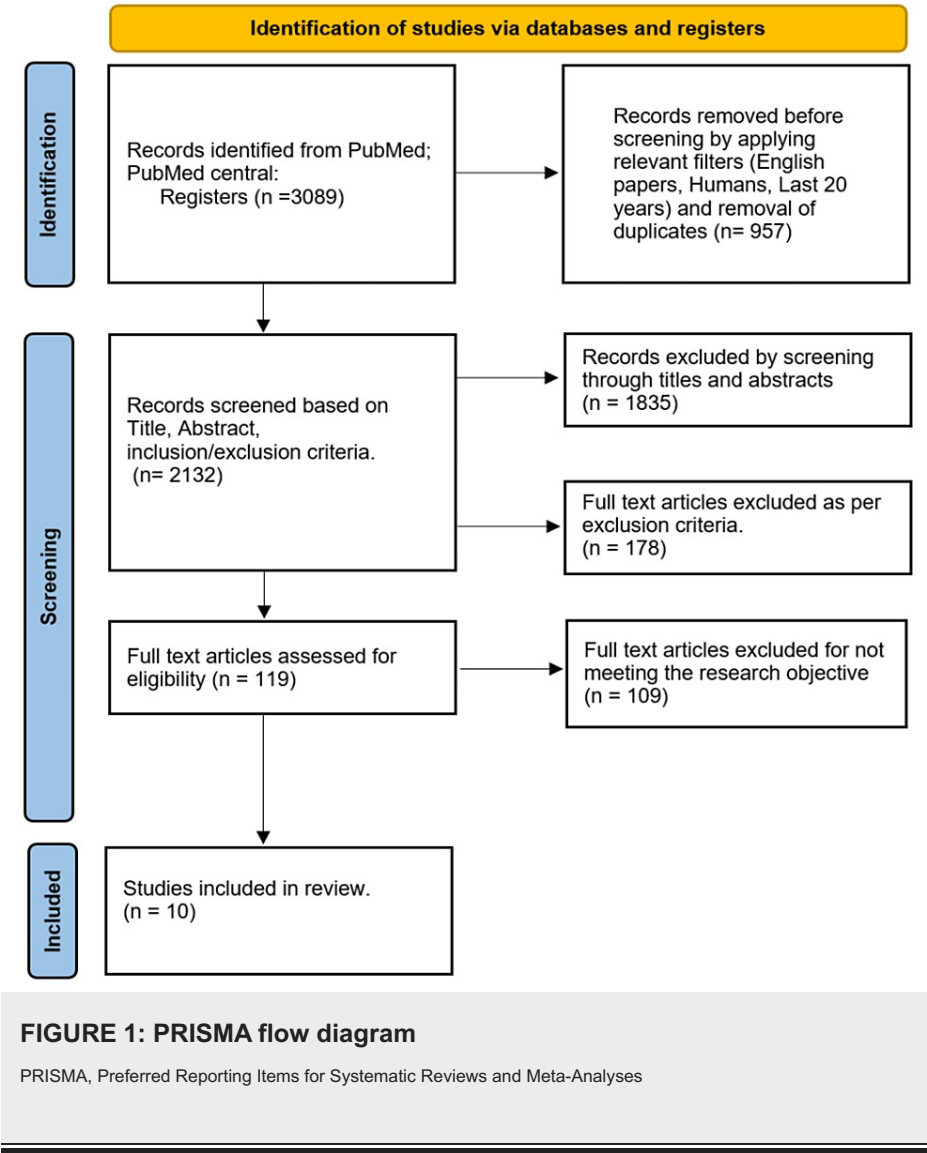 Identification of studies via databases and registers
Identification
Records identified from PubMed;
PubMed central:
Registers (n =3089)
Records removed before
screening by applying
relevant filters (English
papers, Humans, Last 20
years) and removal of
duplicates (n= 957)
Screening
Records screened based on
Title, Abstract,
inclusion/exclusion criteria.
(n= 2132)
Records excluded by screening
through titles and abstracts
(n = 1835)
Full text articles excluded as per
exclusion criteria.
(n = 178)
Full text articles assessed for
eligibility (n = 119)
Full text articles excluded for not
meeting the research objective
(n = 109)
Included
Studies included in review.
(n = 10)
FIGURE 1: PRISMA flow diagram
PRISMA, Preferred Reporting Items for Systematic Reviews and Meta-Analyses